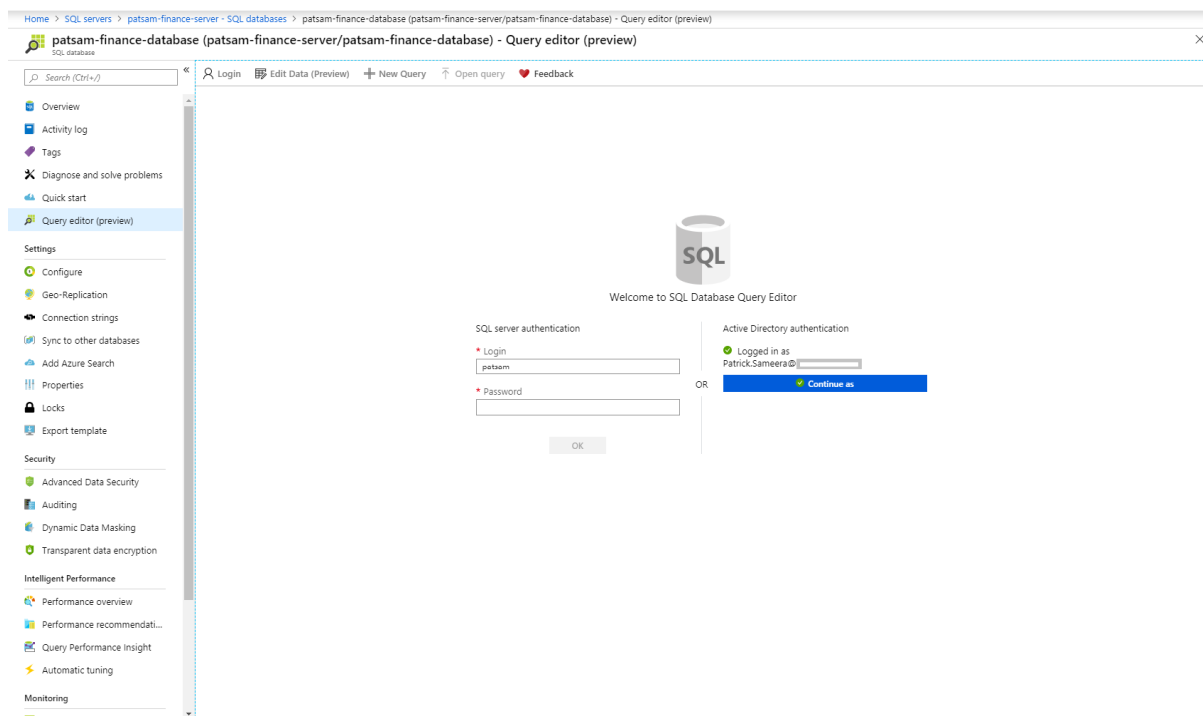 Home > SQL servers > patsam-finance-server - SQL databases > patsam-finance-database (patsam-finance-server/patsam-finance-database) - Query editor (preview)
patsam-finance-database (patsam-finance-server/patsam-finance-database) - Query editor (preview)
SQL database
Search (Ctrl+/)
Login Edit Data (Preview) New Query Open query Feedback
Overview
Activity log
Tags
Diagnose and solve problems
Quick start
Query editor (preview)
Settings
Configure
Geo-Replication
Connection strings
Sync to other databases
Add Azure Search
Properties
Locks
Export template
Security
Advanced Data Security
Auditing
Dynamic Data Masking
Transparent data encryption
Intelligent Performance
Performance overview
Performance recommendati...
Query Performance Insight
Automatic tuning
Monitoring
SQL
Welcome to SQL Database Query Editor
SQL server authentication
* Login
patsam
* Password
OK
OR
Active Directory authentication
Logged in as
Patrick.Sameera@
Continue as